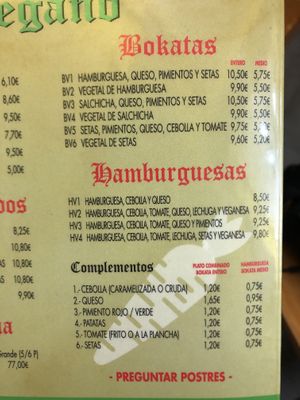 egano
Bokatas
ENTERO MEDIO
BV1 HAMBURGUESA, QUESO, PIMIENTOS Y SETAS 10,50€ 5,75€
BV2 VEGETAL DE HAMBURGUESA 9,90€ 5,50€
BV3 SALCHICHA, QUESO, PIMIENTOS Y SETAS 10,50€ 5,75€
BV4 VEGETAL DE SALCHICHA 9,90€ 5,50€
BV5 SETAS, PIMIENTOS, QUESO, CEBOLLA Y TOMATE 9,75€
BV6 VEGETAL DE SETAS 9,60€ 5,20€
6,10€
8,60€
9,50€
7,70€
9,50€
5,00€
Hamburguesas
HV1 HAMBURGUESA, CEBOLLA Y QUESO 8,50€
HV2 HAMBURGUESA, CEBOLLA, TOMATE, QUESO, LECHUGA Y VEGANESA 9,25€
HV3 HAMBURGUESA, CEBOLLA, TOMATE, QUESO Y PIMIENTOS 9,25€
HV4 HAMBURGUESA, CEBOLLA, TOMATE, LECHUGA, SETAS Y VEGANESA 9,80€
os
8,25€
10,80€
10,80€
10,80€
9,90€
Complementos
PLATO COMBINADO BOKATA ENTERO
HAMBURGUESA BOKATA MEDIO
1.- CEBOLLA (CARAMELIZADA O CRUDA) 1,20€ 0,75€
2.- QUESO 1,65€ 0,95€
3.- PIMIENTO ROJO / VERDE 1,20€ 0,75€
4.- PATATAS 1,20€ 0,75€
5.- TOMATE (FRITO O A LA PLANCHA) 1,20€ 0,75€
6.- SETAS 1,20€ 0,75€
a
Grande (5/6 P)
77,00€
- PREGUNTAR POSTRES -